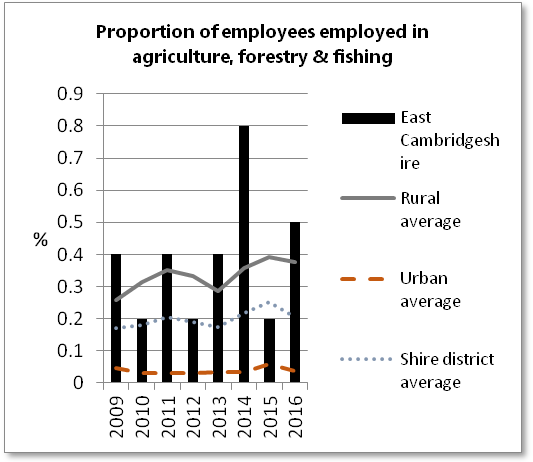 Proportion of employees employed in
agriculture, forestry & fishing
0.9
0.8
0.7
0.6
0.5
0.4
0.3
0.2
0.1
0
%
2009
2010
2011
2012
2013
2014
2015
2016
East
Cambridgesh
ire
Rural
average
Urban
average
Shire district
average